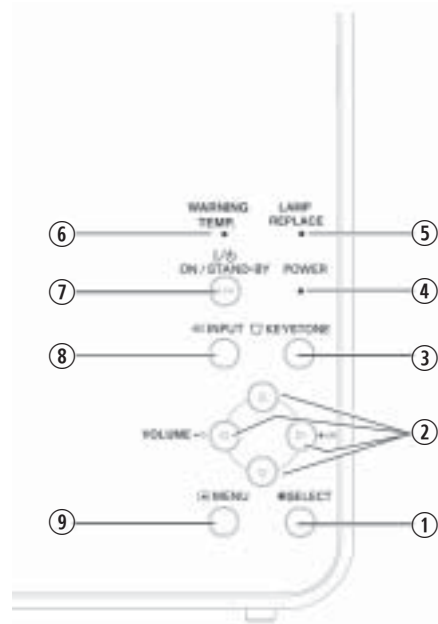 WARNING TEMP.
LAMP REPLACE
⑥
⑤
ON / STAND-BY
POWER
⑦
④
INPUT
KEYSTONE
⑧
③
VOLUME – +
②
MENU
SELECT
⑨
①